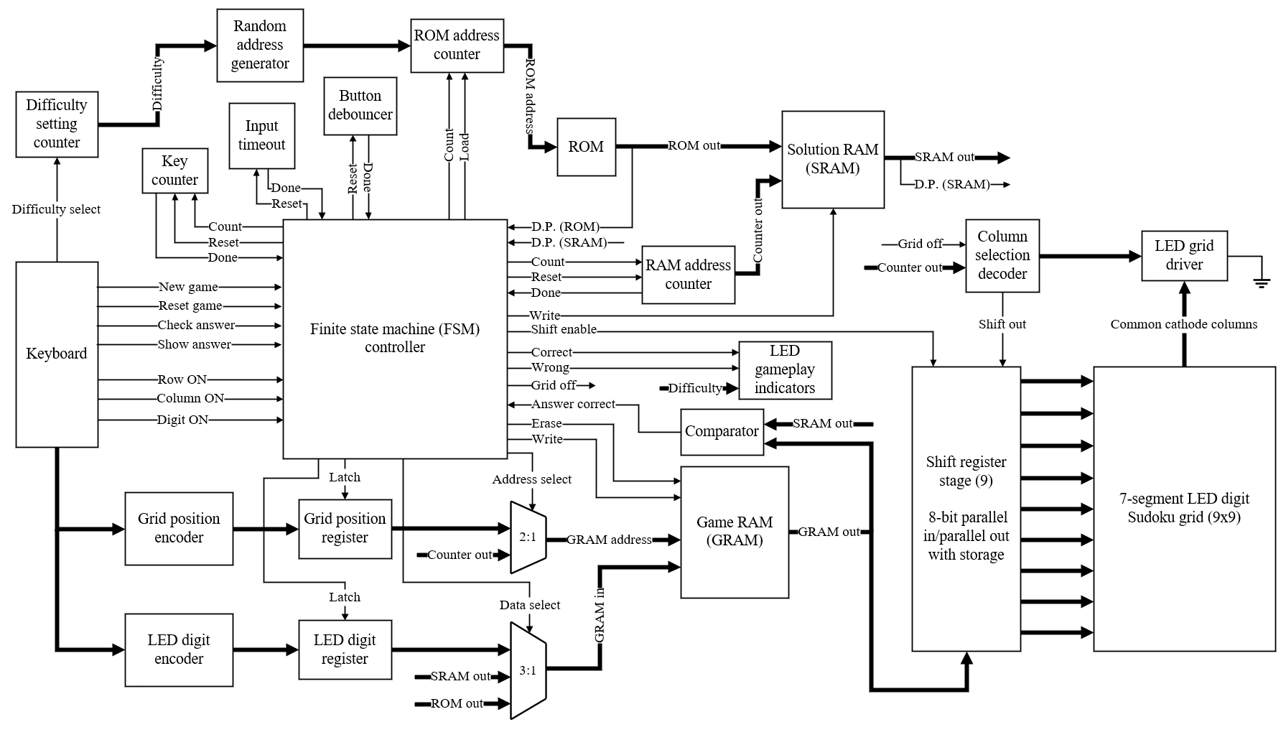 Random
address
generator
ROM address
counter
Difficulty
ROM address
Difficulty
setting
counter
Button
debouncer
Input
timeout
Key
counter
Count
Load
ROM
ROM out
Solution RAM
(SRAM)
SRAM out
D.P. (SRAM)
Done
Reset
Reset
Done
Difficulty select
Count
Reset
Done
D.P. (ROM)
D.P. (SRAM)
Counter out
Count
Reset
Done
RAM address
counter
Grid off
Counter out
Column
selection
decoder
LED grid
driver
Keyboard
New game
Reset game
Check answer
Show answer
Row ON
Column ON
Digit ON
Finite state machine (FSM)
controller
Write
Shift enable
Shift out
Common cathode columns
Correct
Wrong
Grid off
Difficulty
LED
gameplay
indicators
Answer correct
Comparator
SRAM out
Erase
Write
Latch
Address select
Grid position
encoder
Grid position
register
2:1
Counter out
GRAM address
Game RAM
(GRAM)
GRAM out
Shift register
stage (9)
8-bit parallel
in/parallel out
with storage
7-segment LED digit
Sudoku grid (9x9)
Latch
Data select
GRAM in
LED digit
encoder
LED digit
register
3:1
SRAM out
ROM out